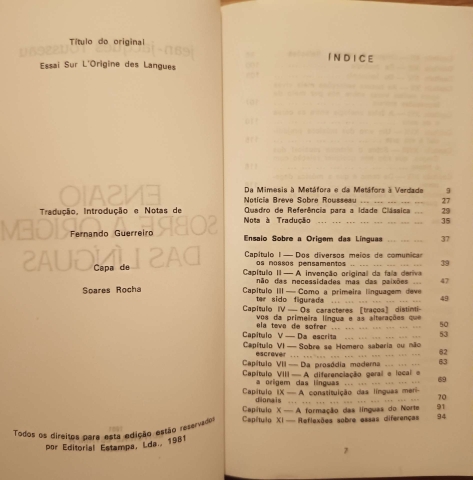 Título do original
Essai Sur L'Origine des Langues
Tradução, Introdução e Notas de
Fernando Guerreiro
Capa de
Soares Rocha
Todos os direitos para esta edição estão reservados
por Editorial Estampa, Lda., 1981
ÍNDICE
Da Mimesis à Metáfora e da Metáfora à Verdade 9
Notícia Breve Sobre Rousseau ... ... ... ... ... 27
Quadro de Referência para a Idade Clássica ... 29
Nota à Tradução ... ... ... ... ... ... ... 35
Ensaio Sobre a Origem das Línguas ... ... ... 37
Capítulo I — Dos diversos meios de comunicar
os nossos pensamentos ... ... ... ... ... 39
Capítulo II — A invenção original da fala deriva
não das necessidades mas das paixões ... 47
Capítulo III — Como a primeira linguagem deve
ter sido figurada ... ... ... ... ... ... 49
Capítulo IV — Os caracteres [traços] distinti-
vos da primeira língua e as alterações que
ela teve de sofrer ... ... ... ... ... ... 50
Capítulo V — Da escrita ... ... ... ... ... 53
Capítulo VI — Sobre se Homero saberia ou não
escrever ... ... ... ... ... ... ... ... 62
Capítulo VII — Da prosódia moderna ... ... ... 63
Capítulo VIII — A diferenciação geral e local e
a origem das línguas ... ... ... ... ... 69
Capítulo IX — A constituição das línguas meri-
dionais ... ... ... ... ... ... ... ... 70
Capítulo X — A formação das línguas do Norte 91
Capítulo XI — Reflexões sobre essas diferenças 94
7